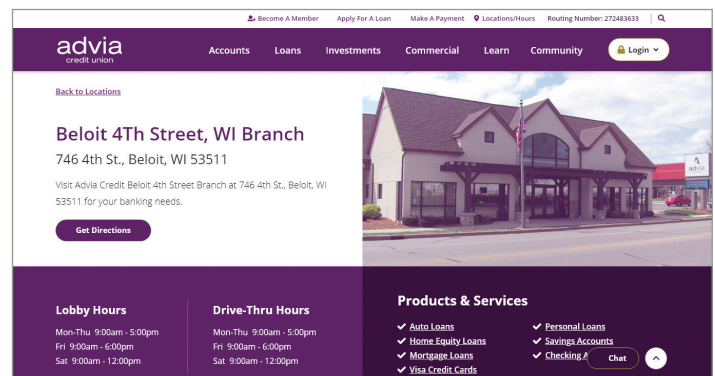 Become A Member Apply For A Loan Make A Payment Locations/Hours Routing Number: 272483633
advia
credit union
Accounts Loans Investments Commercial Learn Community Login
Back to Locations
Beloit 4Th Street, WI Branch
746 4th St., Beloit, WI 53511
Visit Advia Credit Beloit 4th Street Branch at 746 4th St., Beloit, WI
53511 for your banking needs.
Get Directions
advia
Lobby Hours
Mon-Thu 9:00am - 5:00pm
Fri 9:00am - 6:00pm
Sat 9:00am - 12:00pm
Drive-Thru Hours
Mon-Thu 9:00am - 5:00pm
Fri 9:00am - 6:00pm
Sat 9:00am - 12:00pm
Products & Services
Auto Loans
Home Equity Loans
Mortgage Loans
Visa Credit Cards
Personal Loans
Savings Accounts
Checking
Chat